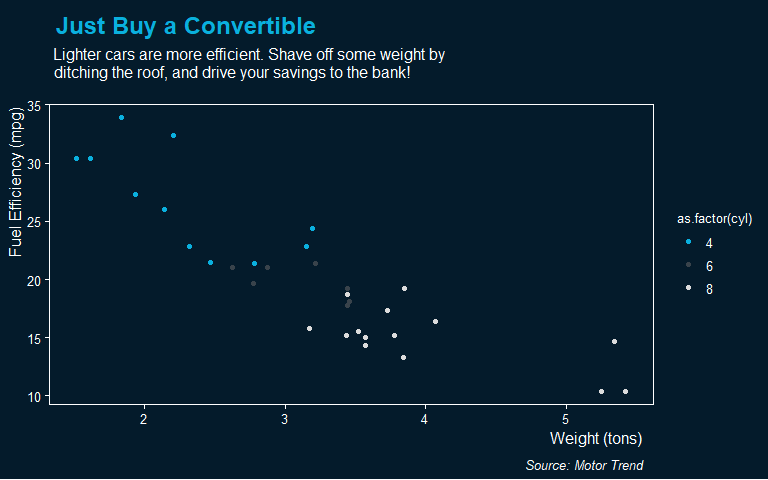 Just Buy a Convertible
Lighter cars are more efficient. Shave off some weight by
ditching the roof, and drive your savings to the bank!
Fuel Efficiency (mpg)
35
30
25
20
15
10
2
3
4
5
Weight (tons)
Source: Motor Trend
as.factor(cyl)
4
6
8